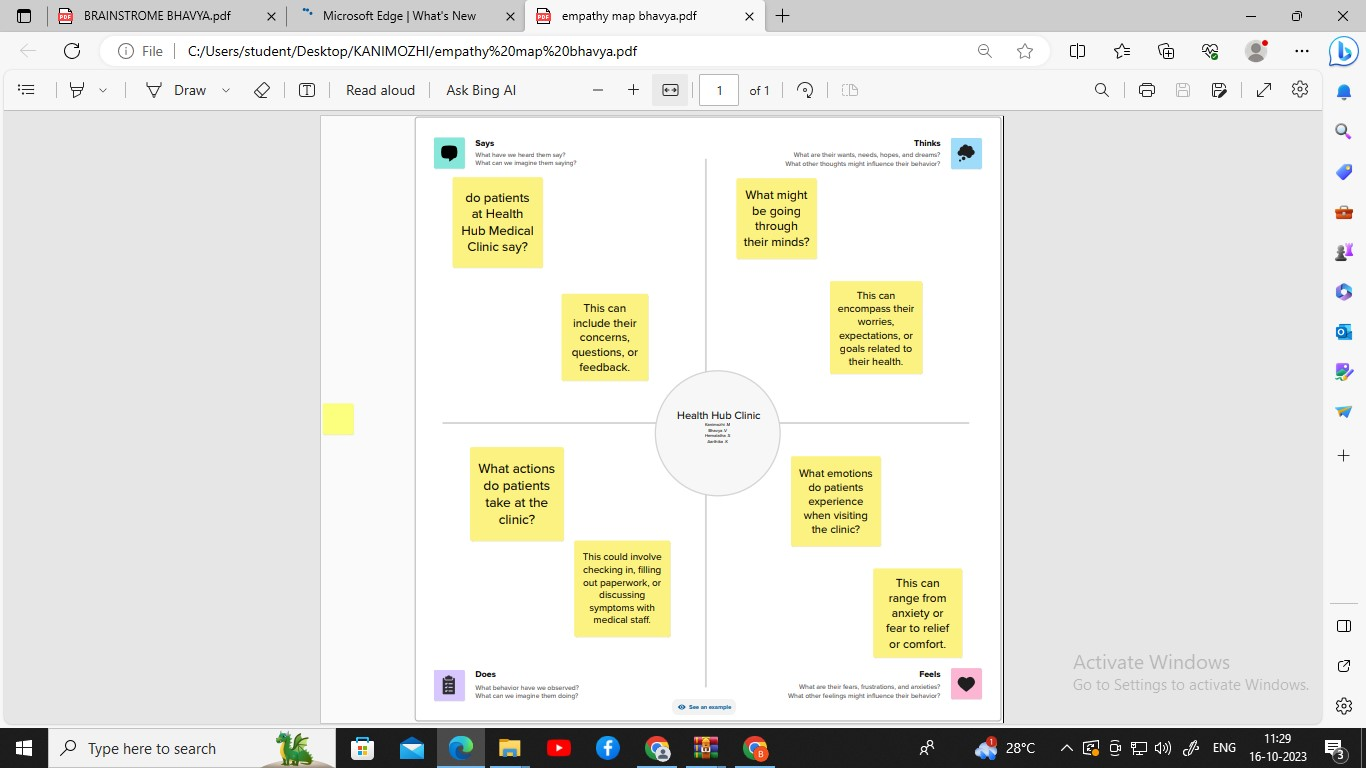 BRAINSTROME BHAVYA.pdf
Microsoft Edge | What's New
empathy map bhavya.pdf
File
C:/Users/student/Desktop/KANIMOZHI/empathy%20map%20bhavya.pdf
Draw
Read aloud
Ask Bing AI
1
of 1
Says
What have we heard them say?
What can we imagine them saying?
do patients
at Health
Hub Medical
Clinic say?
This can
include their
concerns,
questions, or
feedback.
Thinks
What are their wants, needs, hopes, and dreams?
What other thoughts might influence their behavior?
What might
be going
through
their minds?
This can
encompass their
worries,
expectations, or
goals related to
their health.
Health Hub Clinic
Kanimozhi .M
Bhavya .V
Hemalatha .S
Aarthika .K
What actions
do patients
take at the
clinic?
This could involve
checking in, filling
out paperwork, or
discussing
symptoms with
medical staff.
Does
What behavior have we observed?
What can we imagine them doing?
What emotions
do patients
experience
when visiting
the clinic?
This can
range from
anxiety or
fear to relief
or comfort.
Feels
What are their fears, frustrations, and anxieties?
What other feelings might influence their behavior?
See an example
Activate Windows
Go to Settings to activate Windows.
Type here to search
B
1
28°C
ENG
11:29
16-10-2023
3